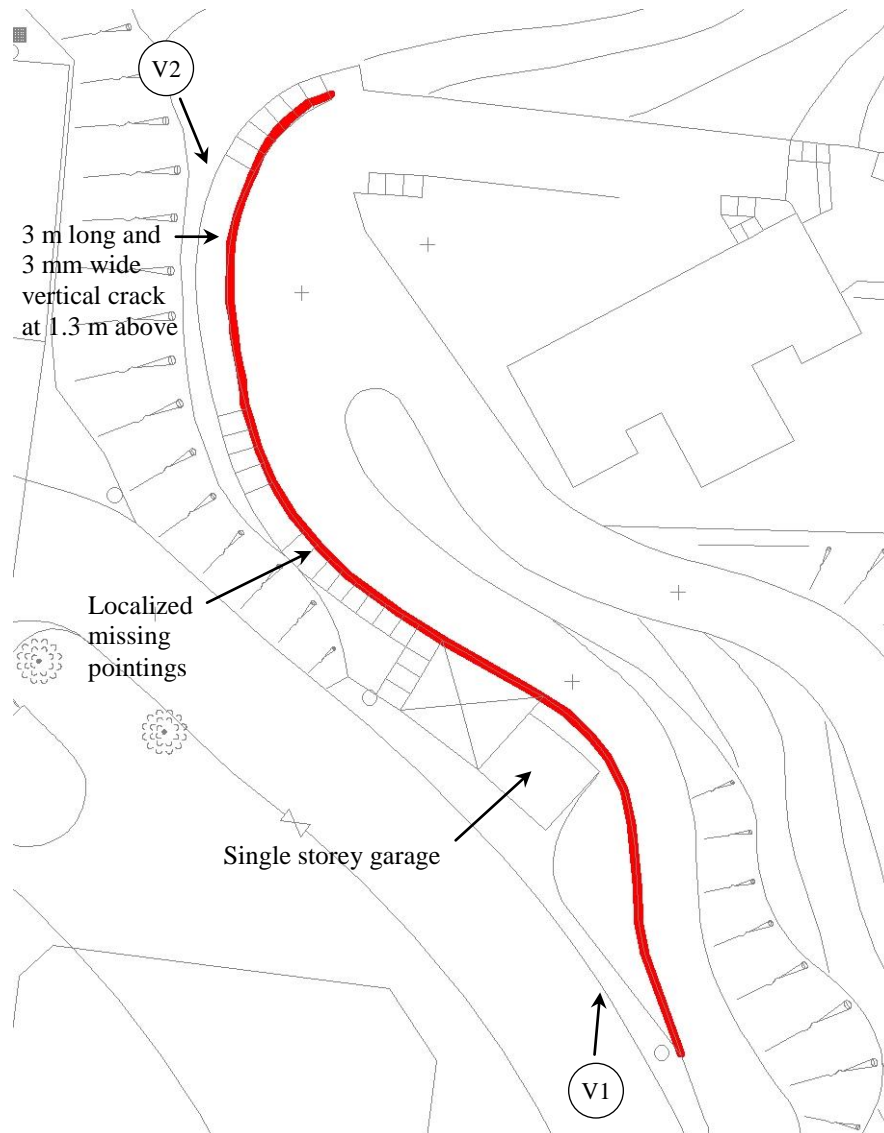 V2
3 m long and
3 mm wide
vertical crack
at 1.3 m above
Localized
missing
pointings
Single storey garage
V1